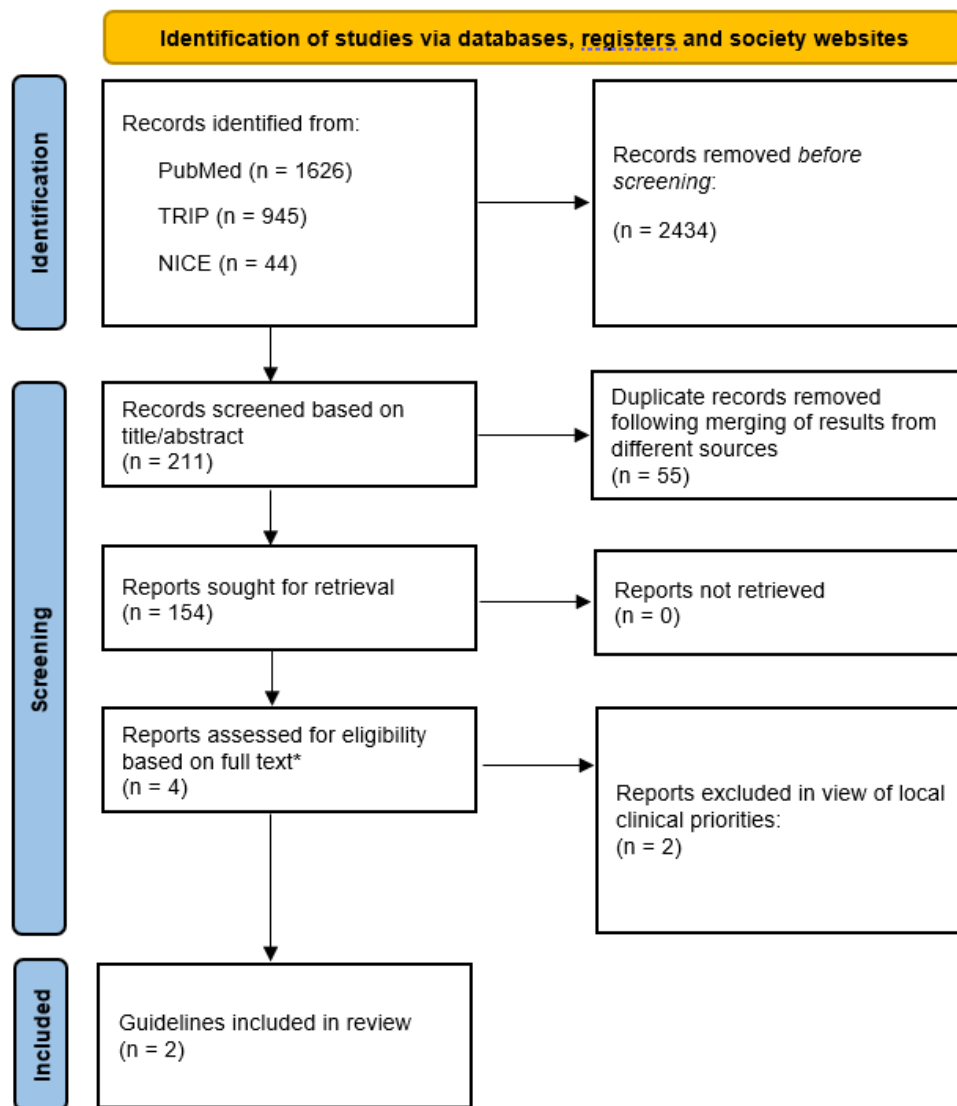 Identification of studies via databases, registers and society websites
Identification
Records identified from:
PubMed (n = 1626)
TRIP (n = 945)
NICE (n = 44)
Records removed before
screening:
(n = 2434)
Screening
Records screened based on
title/abstract
(n = 211)
Duplicate records removed
following merging of results from
different sources
(n = 55)
Reports sought for retrieval
(n = 154)
Reports not retrieved
(n = 0)
Reports assessed for eligibility
based on full text*
(n = 4)
Reports excluded in view of local
clinical priorities:
(n = 2)
Included
Guidelines included in review
(n = 2)